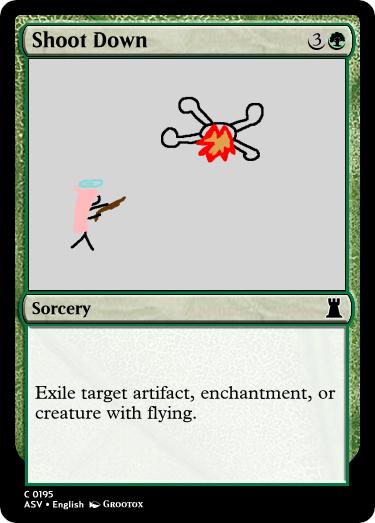 Shoot Down 3
Sorcery
Exile target artifact, enchantment, or
creature with flying.
C 0195
ASV • English Grootox